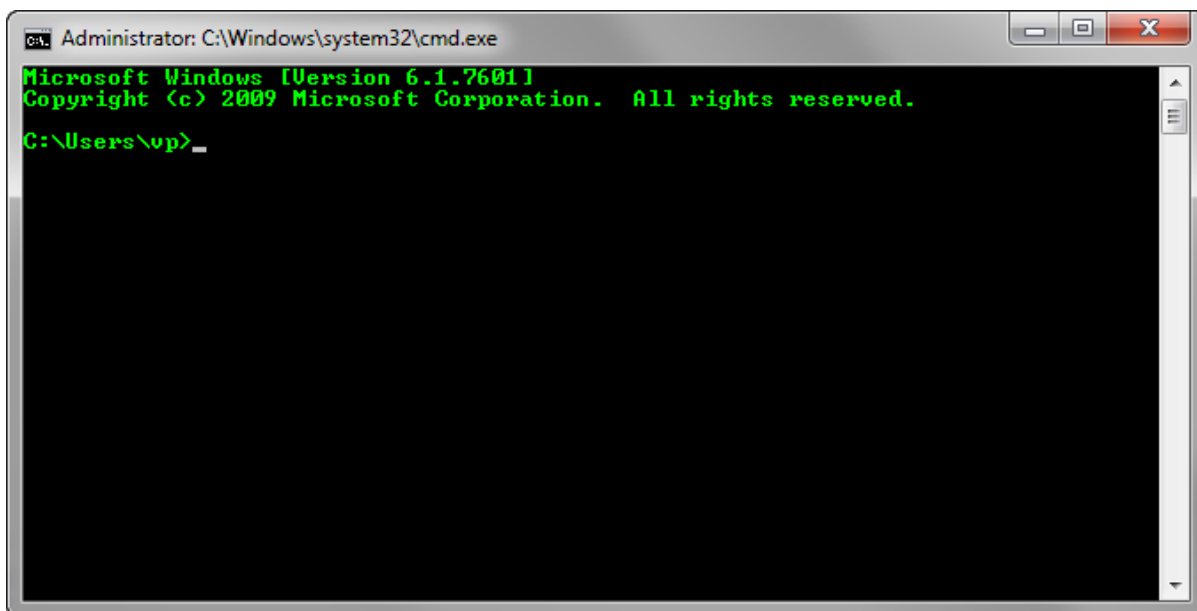 Administrator: C:\Windows\system32\cmd.exe
Microsoft Windows [Version 6.1.7601]
Copyright (c) 2009 Microsoft Corporation.  All rights reserved.
C:\Users\vp>_